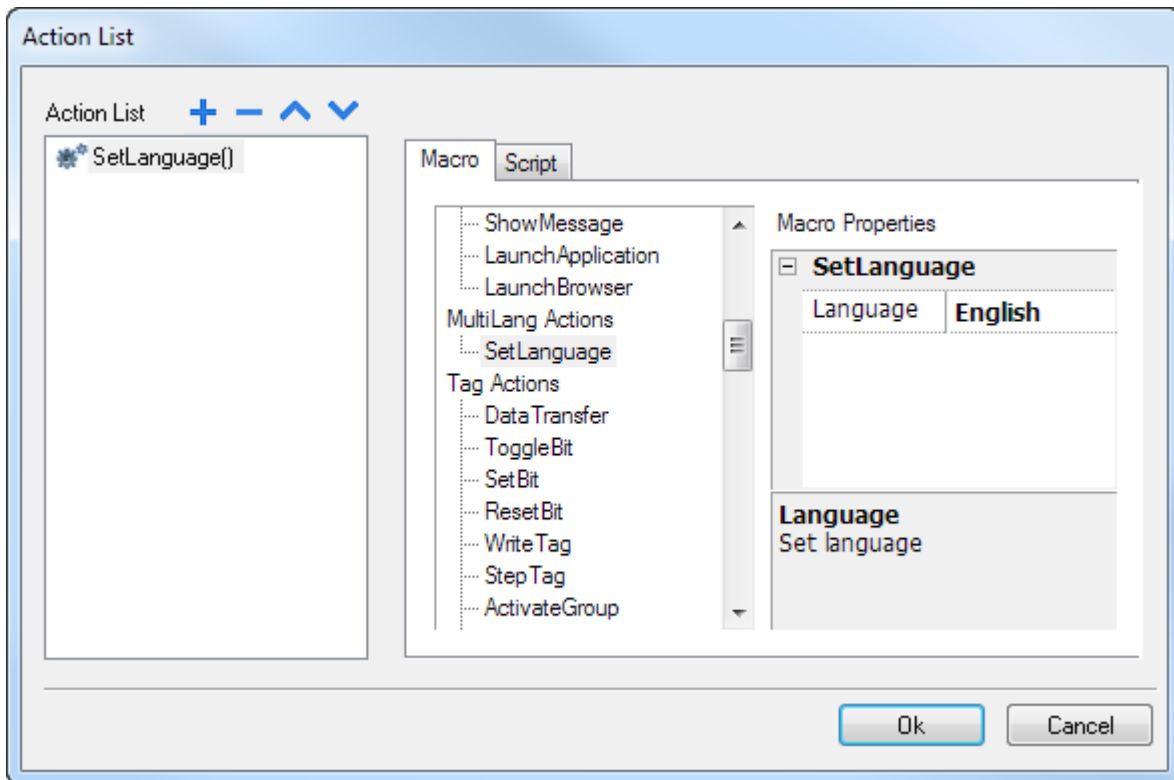 Action List
Action List
SetLanguage()
Macro
Script
ShowMessage
LaunchApplication
LaunchBrowser
MultiLang Actions
SetLanguage
Tag Actions
DataTransfer
ToggleBit
SetBit
ResetBit
WriteTag
StepTag
ActivateGroup
Macro Properties
SetLanguage
Language English
Language
Set language
Ok
Cancel